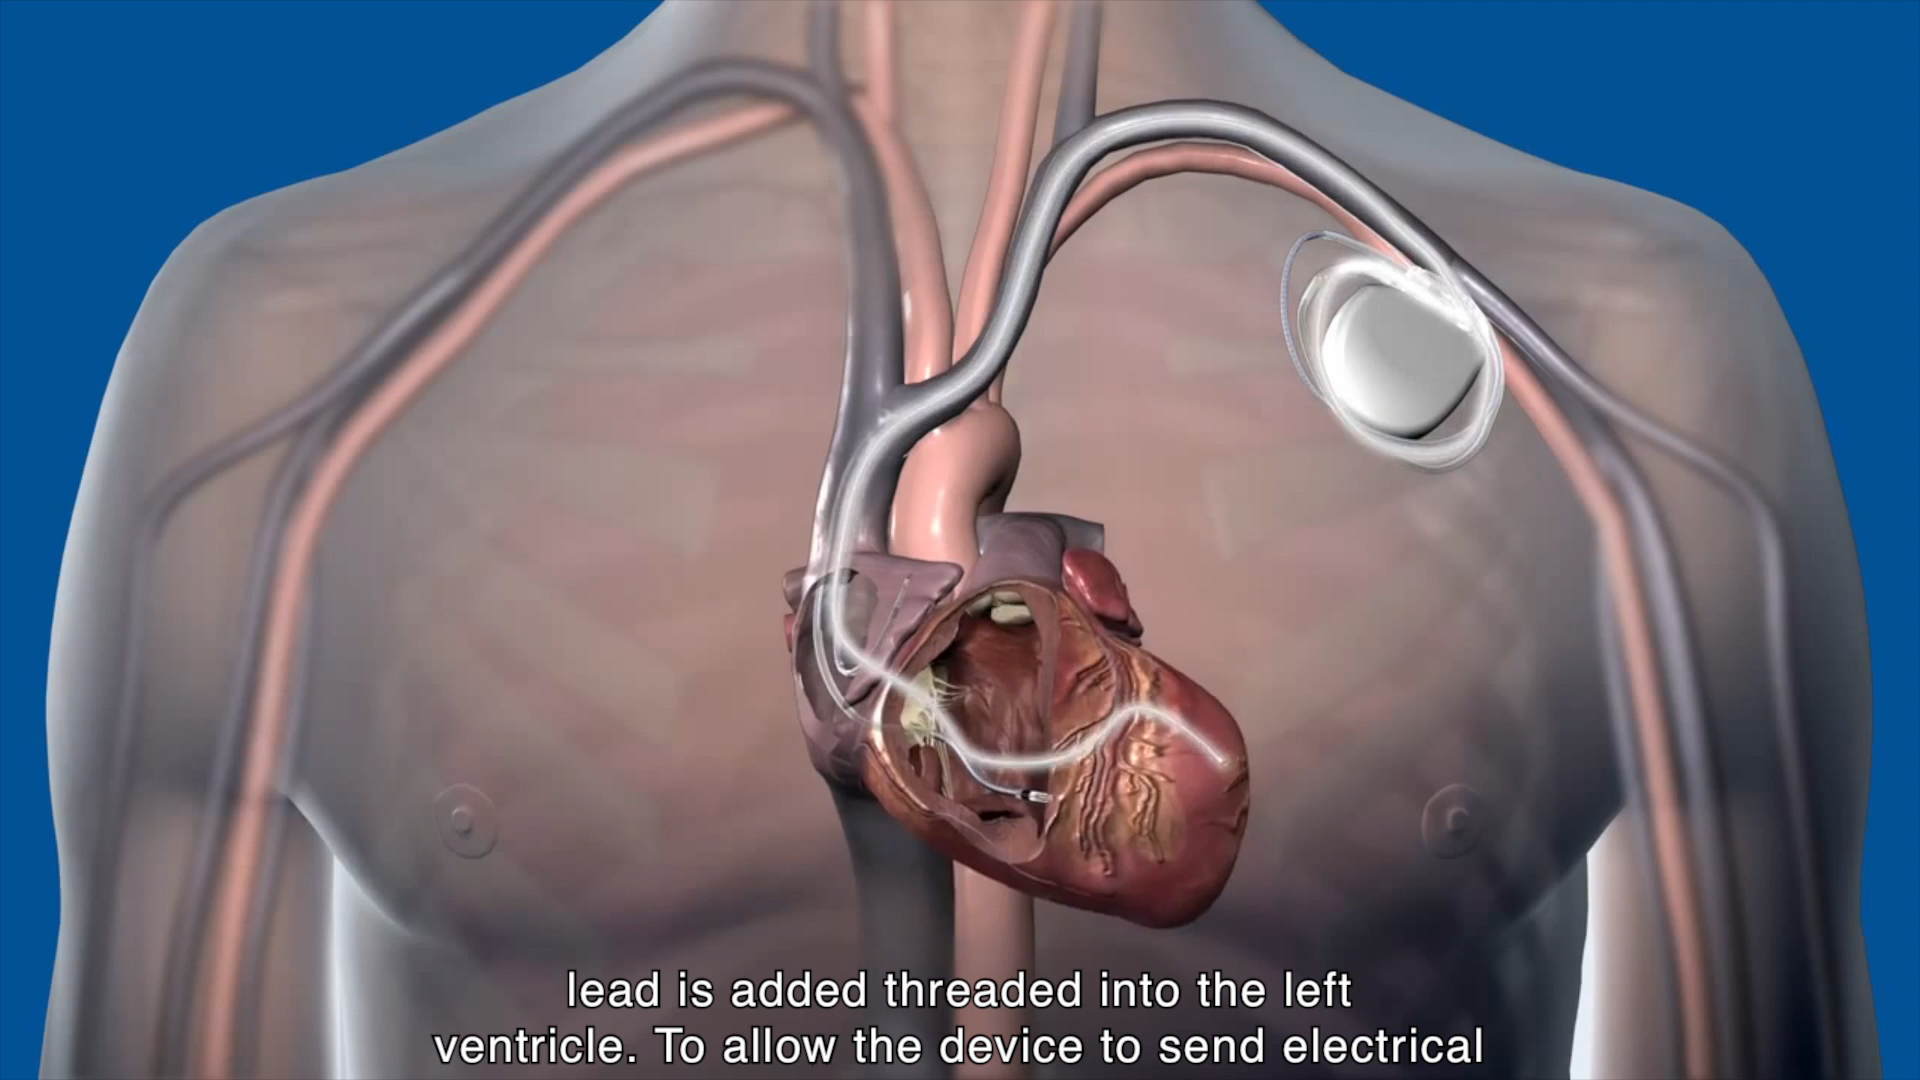 lead is added threaded into the left
ventricle. To allow the device to send electrical